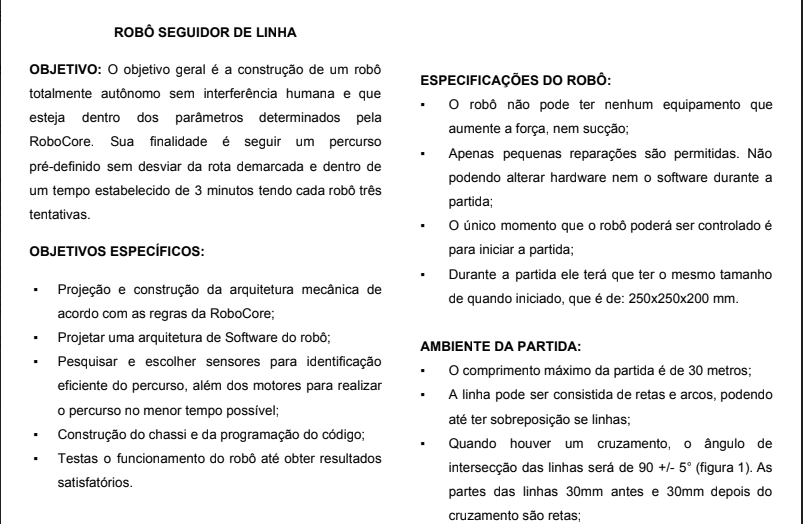 ROBÔ SEGUIDOR DE LINHA
OBJETIVO: O objetivo geral é a construção de um robô
totalmente autônomo sem interferência humana e que
esteja dentro dos parâmetros determinados pela
RoboCore. Sua finalidade é seguir um percurso
pré-definido sem desviar da rota demarcada e dentro de
um tempo estabelecido de 3 minutos tendo cada robô três
tentativas.
OBJETIVOS ESPECÍFICOS:
▪ Projeção e construção da arquitetura mecânica de
acordo com as regras da RoboCore;
▪ Projetar uma arquitetura de Software do robô;
▪ Pesquisar e escolher sensores para identificação
eficiente do percurso, além dos motores para realizar
o percurso no menor tempo possível;
▪ Construção do chassi e da programação do código;
▪ Testas o funcionamento do robô até obter resultados
satisfatórios.
ESPECIFICAÇÕES DO ROBÔ:
▪ O robô não pode ter nenhum equipamento que
aumente a força, nem sucção;
▪ Apenas pequenas reparações são permitidas. Não
podendo alterar hardware nem o software durante a
partida;
▪ O único momento que o robô poderá ser controlado é
para iniciar a partida;
▪ Durante a partida ele terá que ter o mesmo tamanho
de quando iniciado, que é de: 250x250x200 mm.
AMBIENTE DA PARTIDA:
▪ O comprimento máximo da partida é de 30 metros;
▪ A linha pode ser consistida de retas e arcos, podendo
até ter sobreposição se linhas;
▪ Quando houver um cruzamento, o ângulo de
intersecção das linhas será de 90 +/- 5° (figura 1). As
partes das linhas 30mm antes e 30mm depois do
cruzamento são retas;